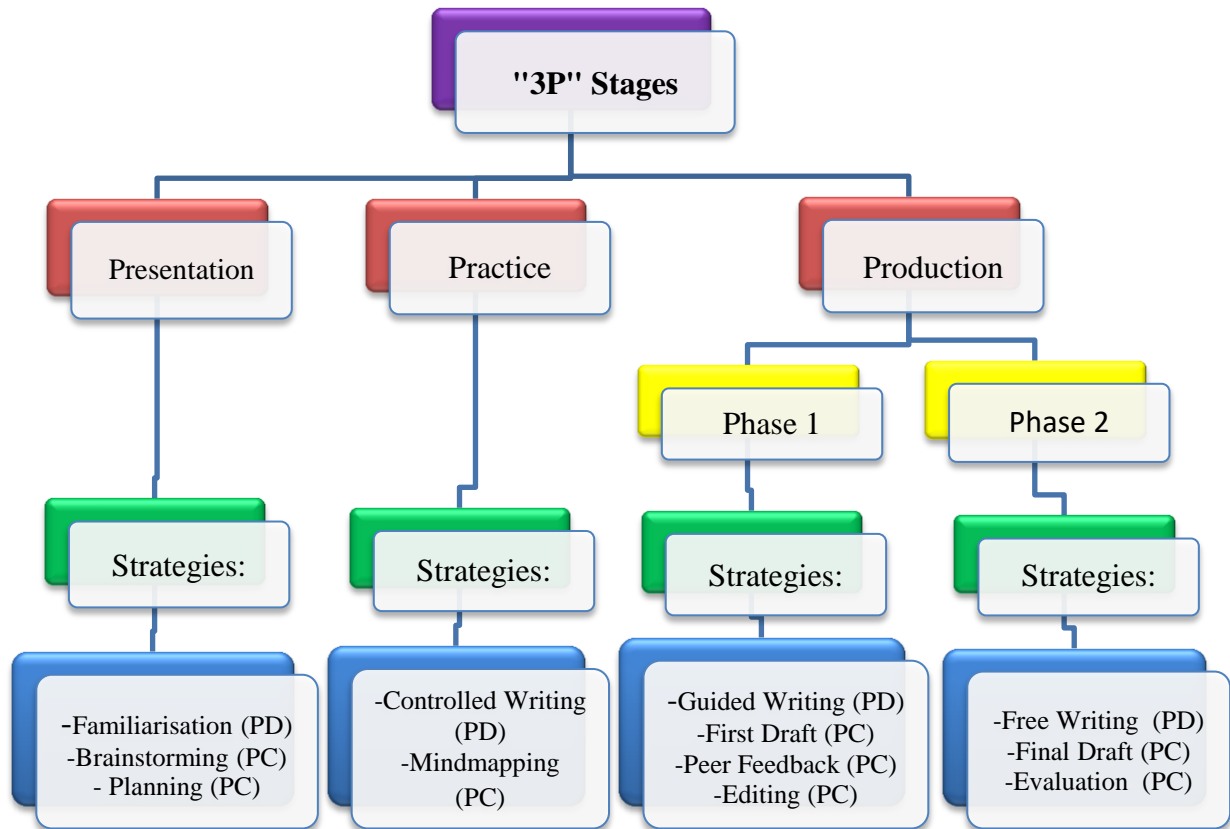 "3P" Stages
Presentation
Practice
Production
Phase 1
Phase 2
Strategies:
Strategies:
Strategies:
Strategies:
-Familiarisation (PD)
-Brainstorming (PC)
- Planning (PC)
-Controlled Writing
(PD)
-Mindmapping
(PC)
-Guided Writing (PD)
-First Draft (PC)
-Peer Feedback (PC)
-Editing (PC)
-Free Writing (PD)
-Final Draft (PC)
-Evaluation (PC)